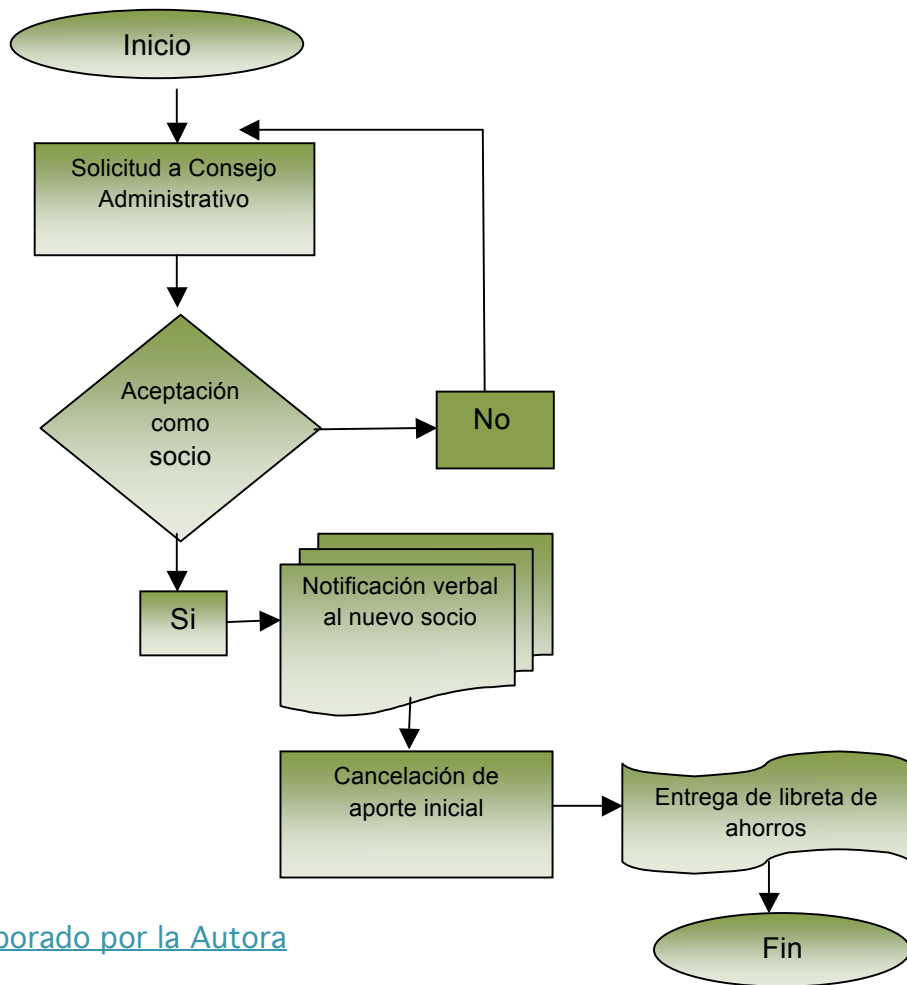 Inicio
Solicitud a Consejo
Administrativo
Aceptación
como
socio
No
Si
Notificación verbal
al nuevo socio
Cancelación de
aporte inicial
Entrega de libreta de
ahorros
Fin
borado por la Autora